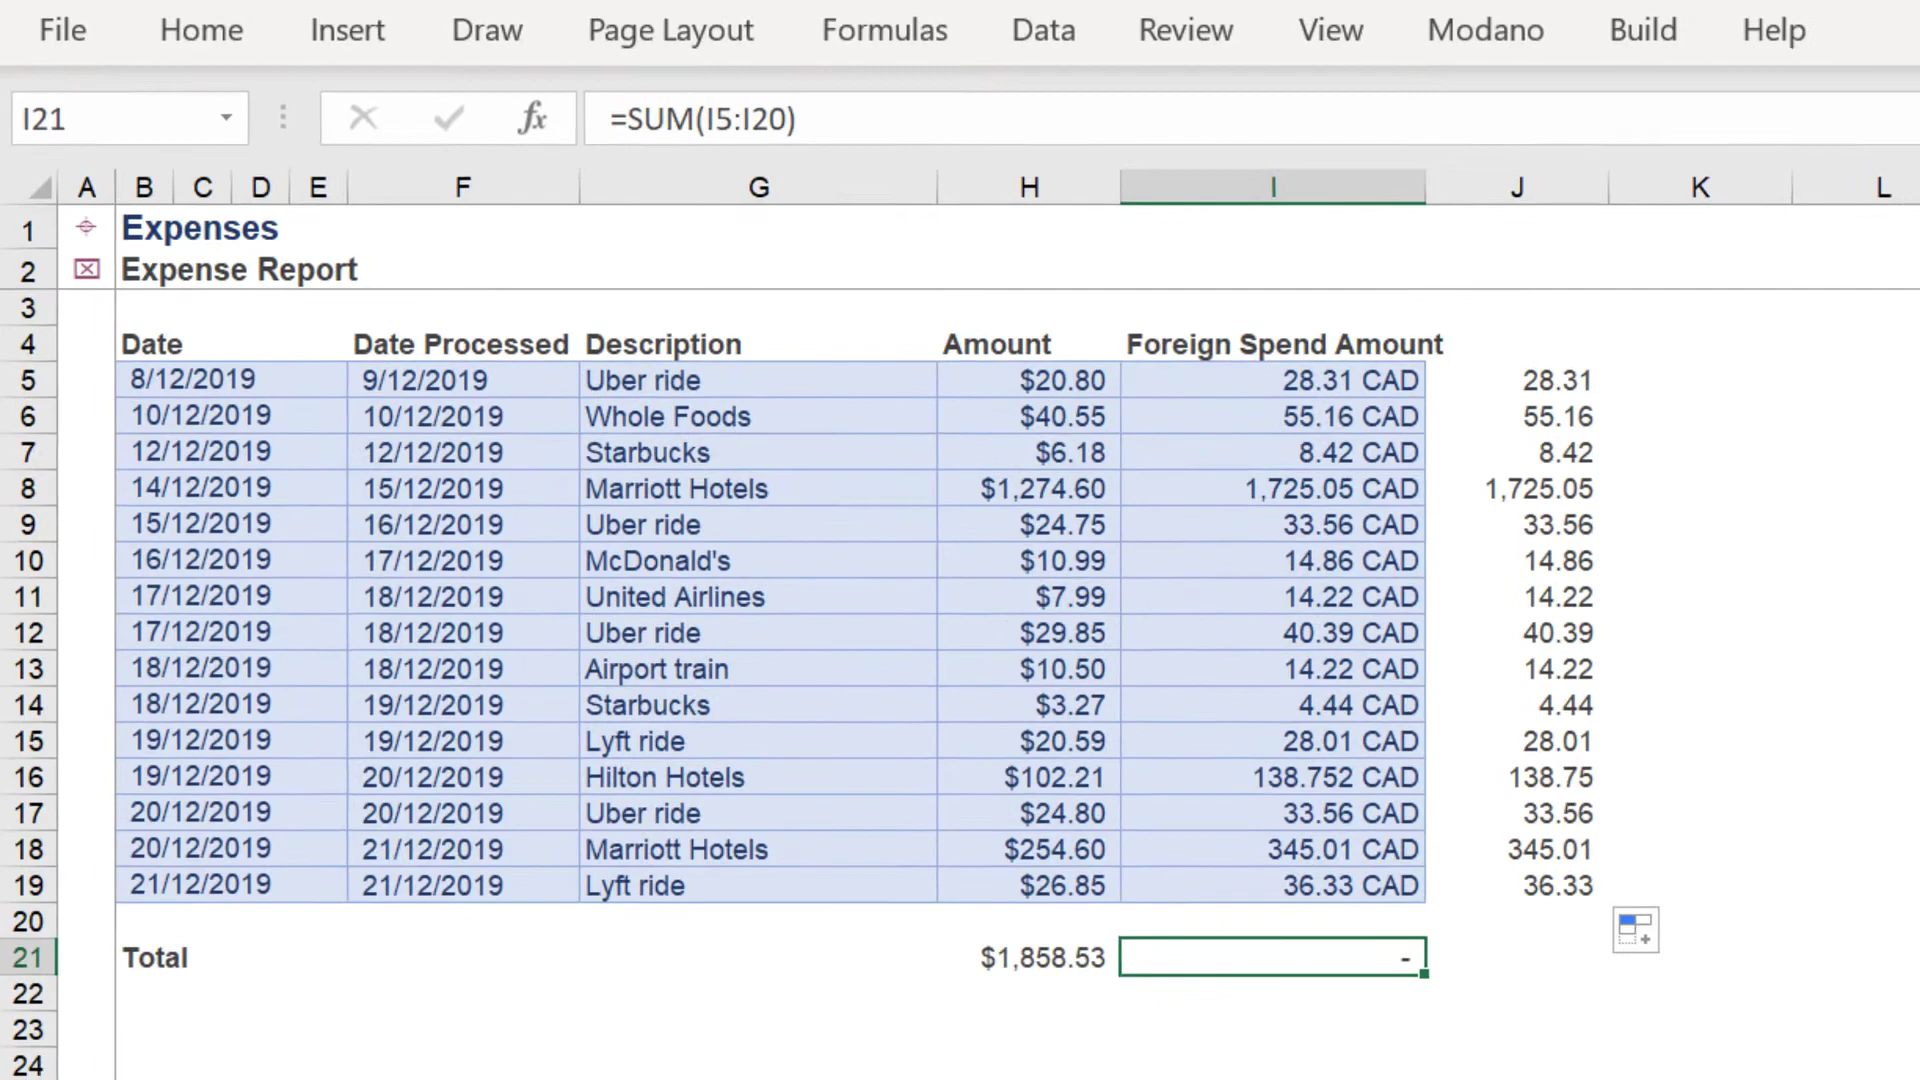 File Home Insert Draw Page Layout Formulas Data Review View Modano Build Help
I21 fx =SUM(I5:I20)
A B C D E F G H I J K L
1 Expenses
2 Expense Report
3
4 Date Date Processed Description Amount Foreign Spend Amount
5 8/12/2019 9/12/2019 Uber ride $20.80 28.31 CAD 28.31
6 10/12/2019 10/12/2019 Whole Foods $40.55 55.16 CAD 55.16
7 12/12/2019 12/12/2019 Starbucks $6.18 8.42 CAD 8.42
8 14/12/2019 15/12/2019 Marriott Hotels $1,274.60 1,725.05 CAD 1,725.05
9 15/12/2019 16/12/2019 Uber ride $24.75 33.56 CAD 33.56
10 16/12/2019 17/12/2019 McDonald's $10.99 14.86 CAD 14.86
11 17/12/2019 18/12/2019 United Airlines $7.99 14.22 CAD 14.22
12 17/12/2019 18/12/2019 Uber ride $29.85 40.39 CAD 40.39
13 18/12/2019 18/12/2019 Airport train $10.50 14.22 CAD 14.22
14 18/12/2019 19/12/2019 Starbucks $3.27 4.44 CAD 4.44
15 19/12/2019 19/12/2019 Lyft ride $20.59 28.01 CAD 28.01
16 19/12/2019 20/12/2019 Hilton Hotels $102.21 138.752 CAD 138.75
17 20/12/2019 20/12/2019 Uber ride $24.80 33.56 CAD 33.56
18 20/12/2019 21/12/2019 Marriott Hotels $254.60 345.01 CAD 345.01
19 21/12/2019 21/12/2019 Lyft ride $26.85 36.33 CAD 36.33
20
21 Total $1,858.53 -
22
23
24